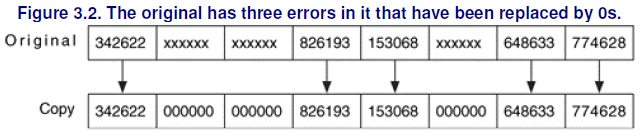 Figure 3.2. The original has three errors in it that have been replaced by 0s.
Original 342622 xxxxxx xxxxxx 826193 153068 xxxxxx 648633 774628
Copy 342622 000000 000000 826193 153068 000000 648633 774628